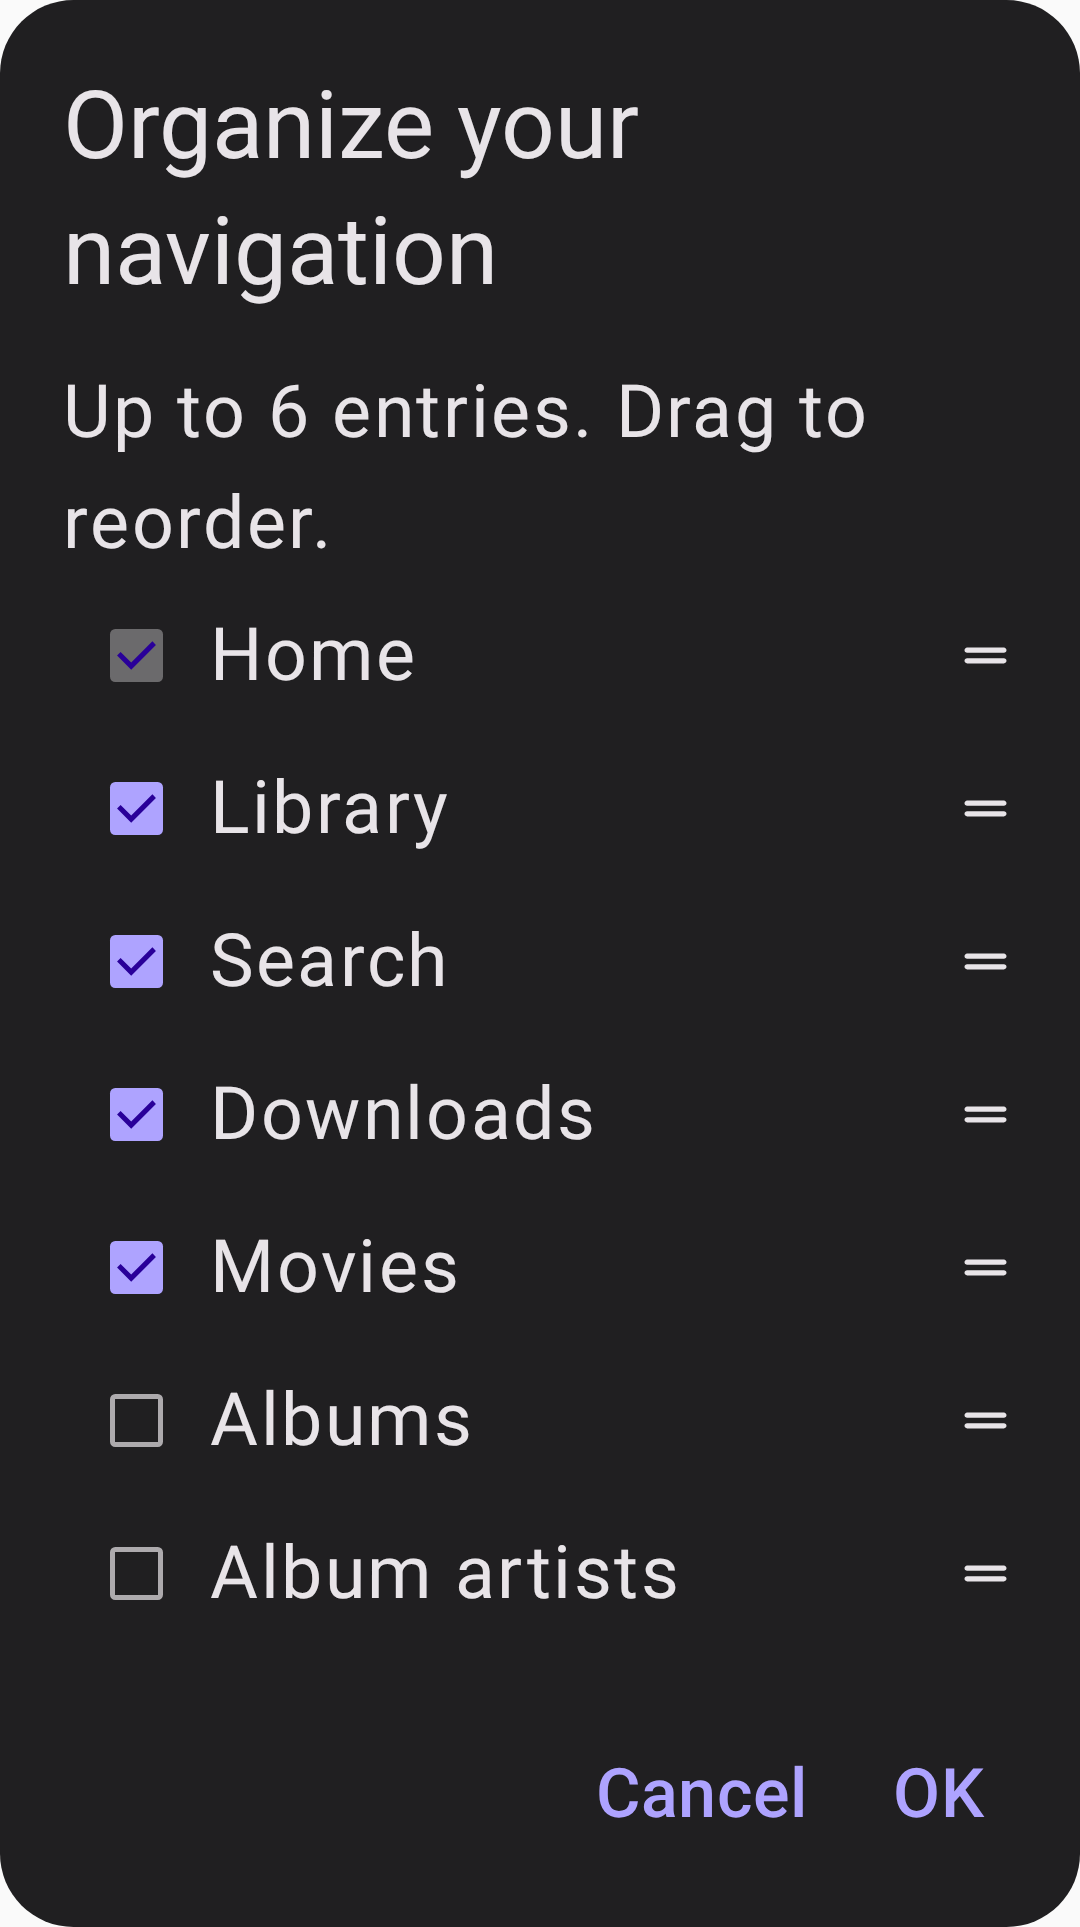 Organize your
navigation
Up to 6 entries. Drag to
reorder.
Home
Library
Search
Downloads
Movies
Albums
Album artists
Cancel OK